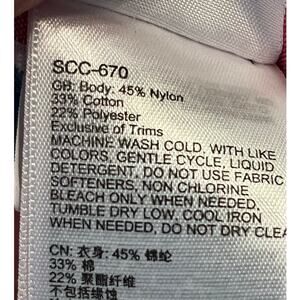 SCC-670
GB: Body: 45% Nylon
33% Cotton
22% Polyester
Exclusive of Trims
MACHINE WASH COLD, WITH LIKE
COLORS, GENTLE CYCLE, LIQUID
DETERGENT, DO NOT USE FABRIC
SOFTENERS, NON CHLORINE
BLEACH ONLY WHEN NEEDED,
TUMBLE DRY LOW, COOL IRON
WHEN NEEDED, DO NOT DRY CLEA
CN: 衣身: 45% 锦纶
33% 棉
22% 聚酯纤维
不包括缘蚀